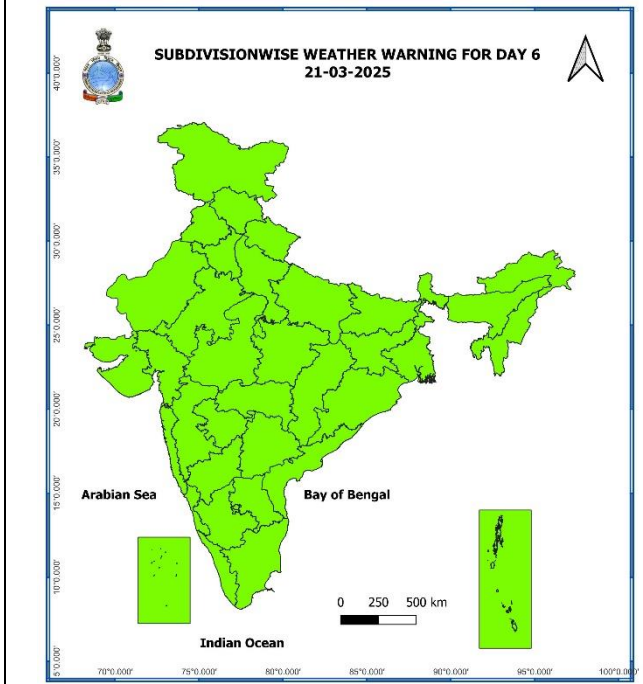 SUBDIVISIONWISE WEATHER WARNING FOR DAY 6
21-03-2025
40°0.000'
35°0.000'
30°0.000'
25°0.000'
20°0.000'
15°0.000'
10°0.000'
5°0.000'
Arabian Sea
Bay of Bengal
0 250 500 km
Indian Ocean
70°0.000' 75°0.000' 80°0.000' 85°0.000' 90°0.000' 95°0.000' 100°0.000'